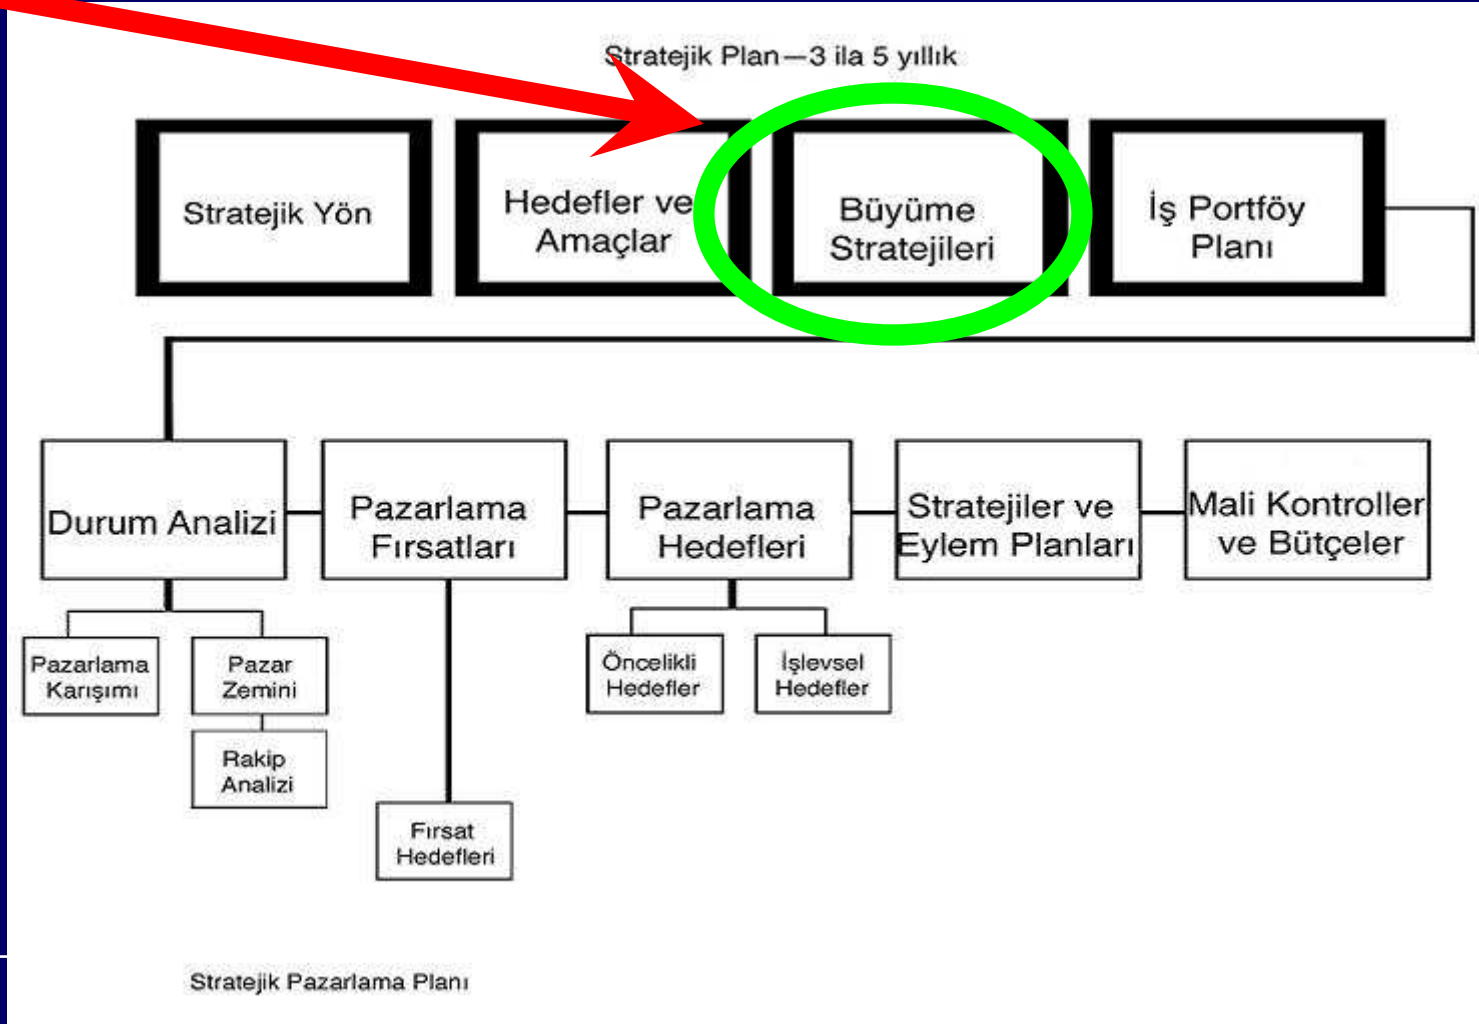 Stratejik Plan—3 ila 5 yıllık
Stratejik Yön
Hedefler ve
Amaçlar
Büyüme
Stratejileri
İş Portföy
Planı
Durum Analizi
Pazarlama
Fırsatları
Pazarlama
Hedefleri
Stratejiler ve
Eylem Planları
Mali Kontroller
ve Bütçeler
Pazarlama
Karışımı
Pazar
Zemini
Rakip
Analizi
Fırsat
Hedefleri
Öncelikli
Hedefler
İşlevsel
Hedefler
Stratejik Pazarlama Planı